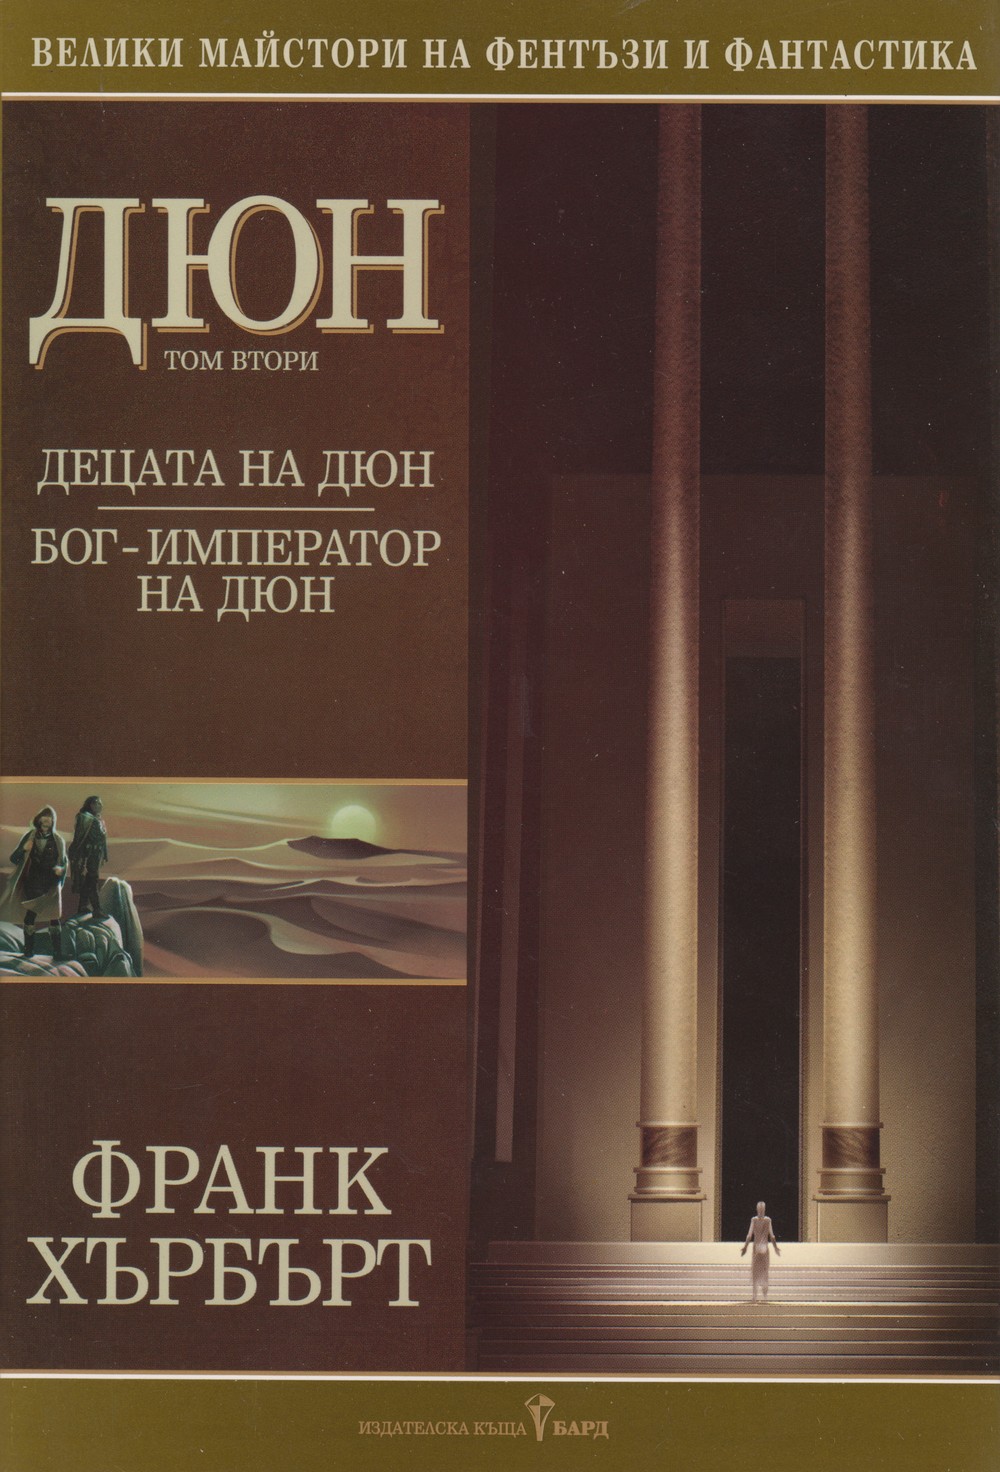 ВЕЛИКИ МАЙСТОРИ НА ФЕНТЪЗИ И ФАНТАСТИКА
ДЮН
ТОМ ВТОРИ
ДЕЦАТА НА ДЮН
БОГ-ИМПЕРАТОР
НА ДЮН
ФРАНК
ХЪРБЪРТ
ИЗДАТЕЛСКА КЪЩА БАРД